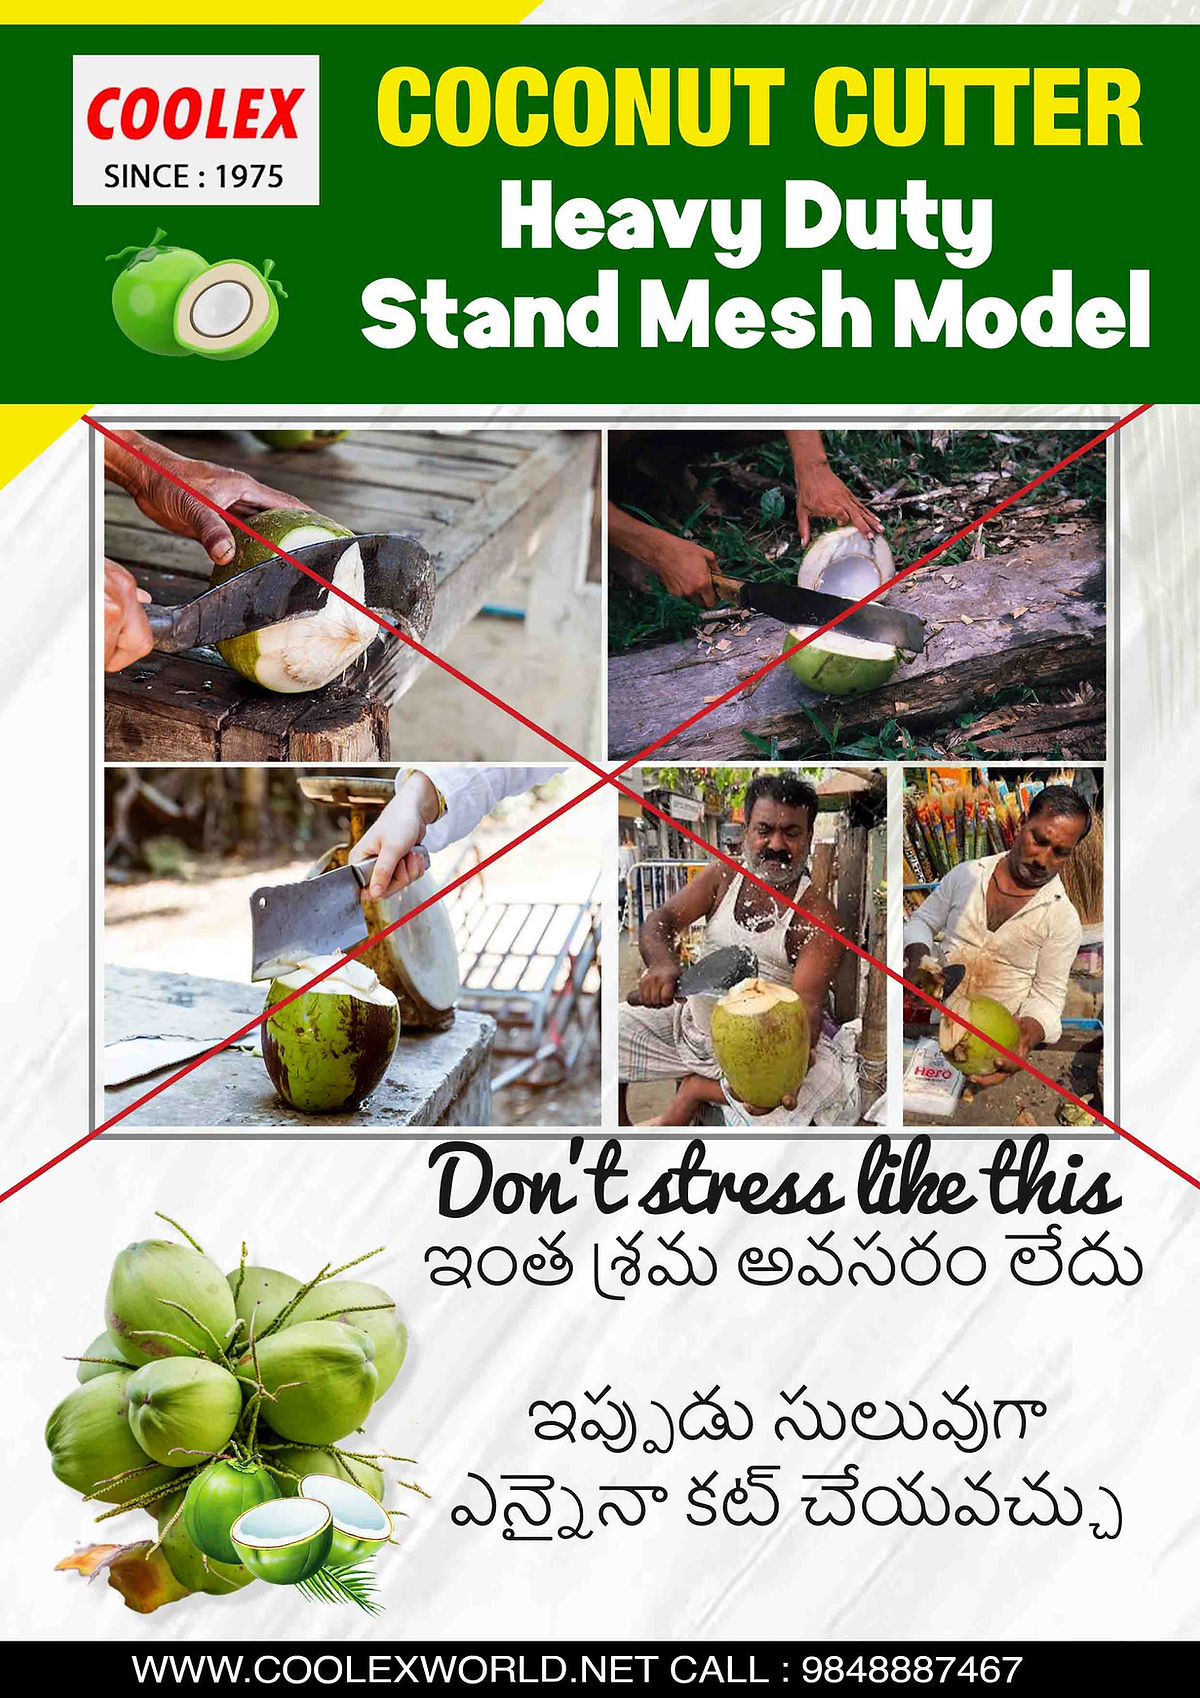 COOLEX
SINCE : 1975
COCONUT CUTTER
Heavy Duty
Stand Mesh Model
Hero
Don't stress like this
ఇంత శ్రమ అవసరం లేదు
ఇప్పుడు సులువుగా
ఎన్నైనా కట్ చేయవచ్చు
WWW.COOLEXWORLD.NET CALL : 9848887467